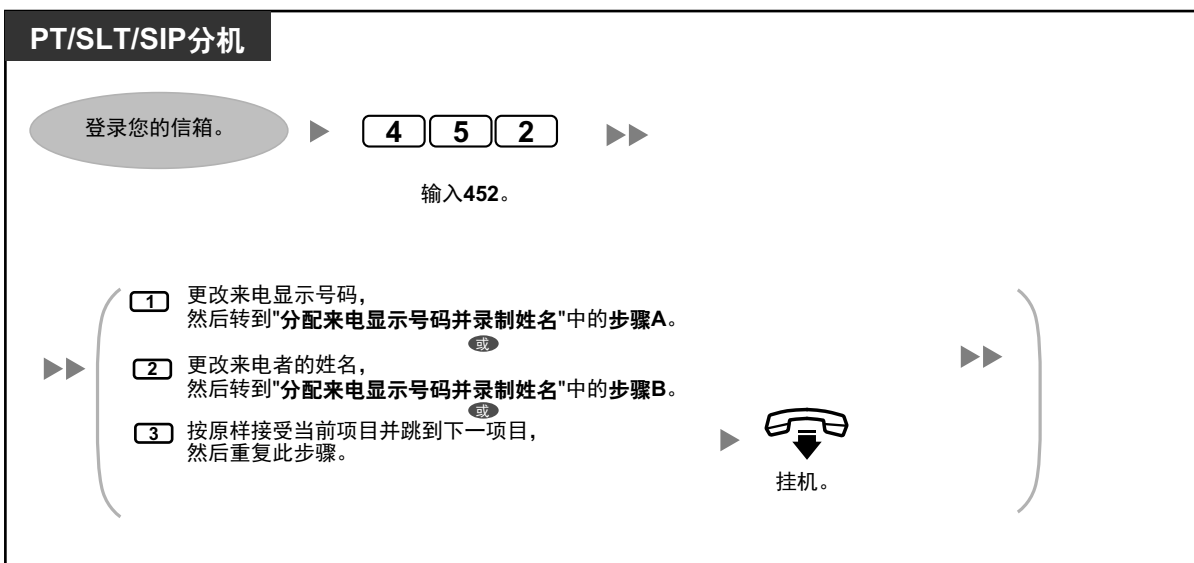 PT/SLT/SIP分机
登录您的信箱。
4 5 2
输入452。
1 更改来电显示号码，
然后转到"分配来电显示号码并录制姓名"中的步骤A。
或
2 更改来电者的姓名，
然后转到"分配来电显示号码并录制姓名"中的步骤B。
或
3 按原样接受当前项目并跳到下一项目，
然后重复此步骤。
挂机。